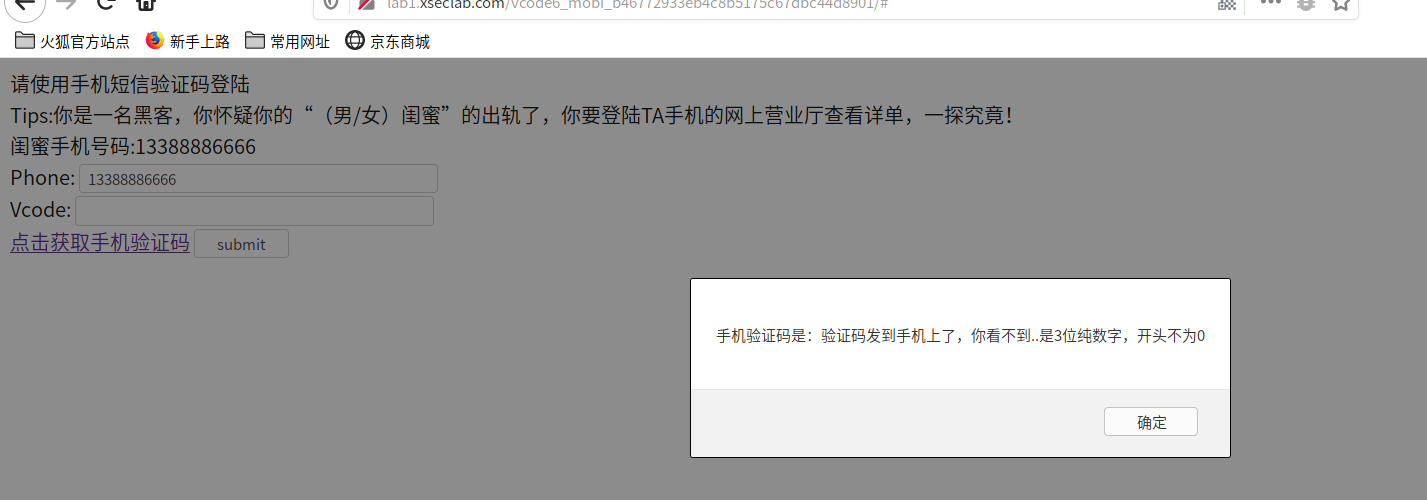 lab1.xseclab.com/vcode6_mobi_b46772933eb4c8b5175c67dbc44d8901/#
火狐官方站点 新手上路 常用网址 京东商城
请使用手机短信验证码登陆
Tips:你是一名黑客，你怀疑你的“（男/女）闺蜜”的出轨了，你要登陆TA手机的网上营业厅查看详单，一探究竟！
闺蜜手机号码:13388886666
Phone: 13388886666
Vcode:
点击获取手机验证码 submit
手机验证码是：验证码发到手机上了，你看不到..是3位纯数字，开头不为0
确定